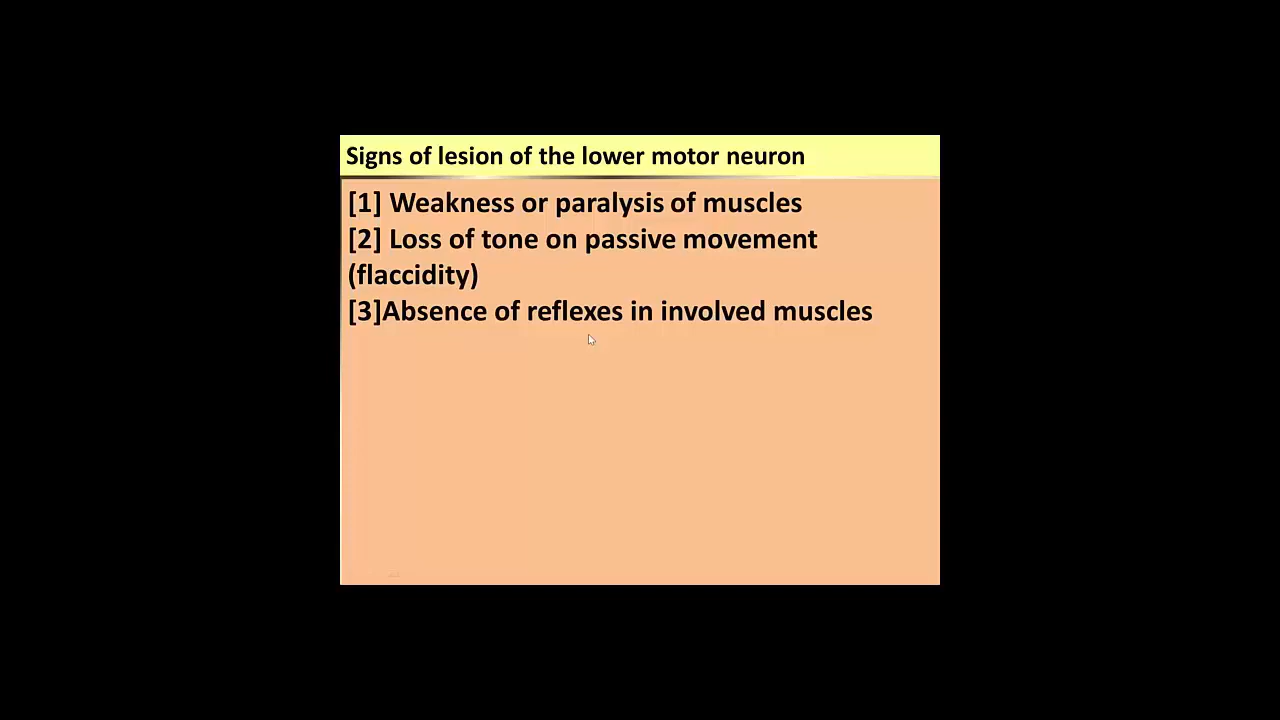 Signs of lesion of the lower motor neuron
[1] Weakness or paralysis of muscles
[2] Loss of tone on passive movement
(flaccidity)
[3]Absence of reflexes in involved muscles